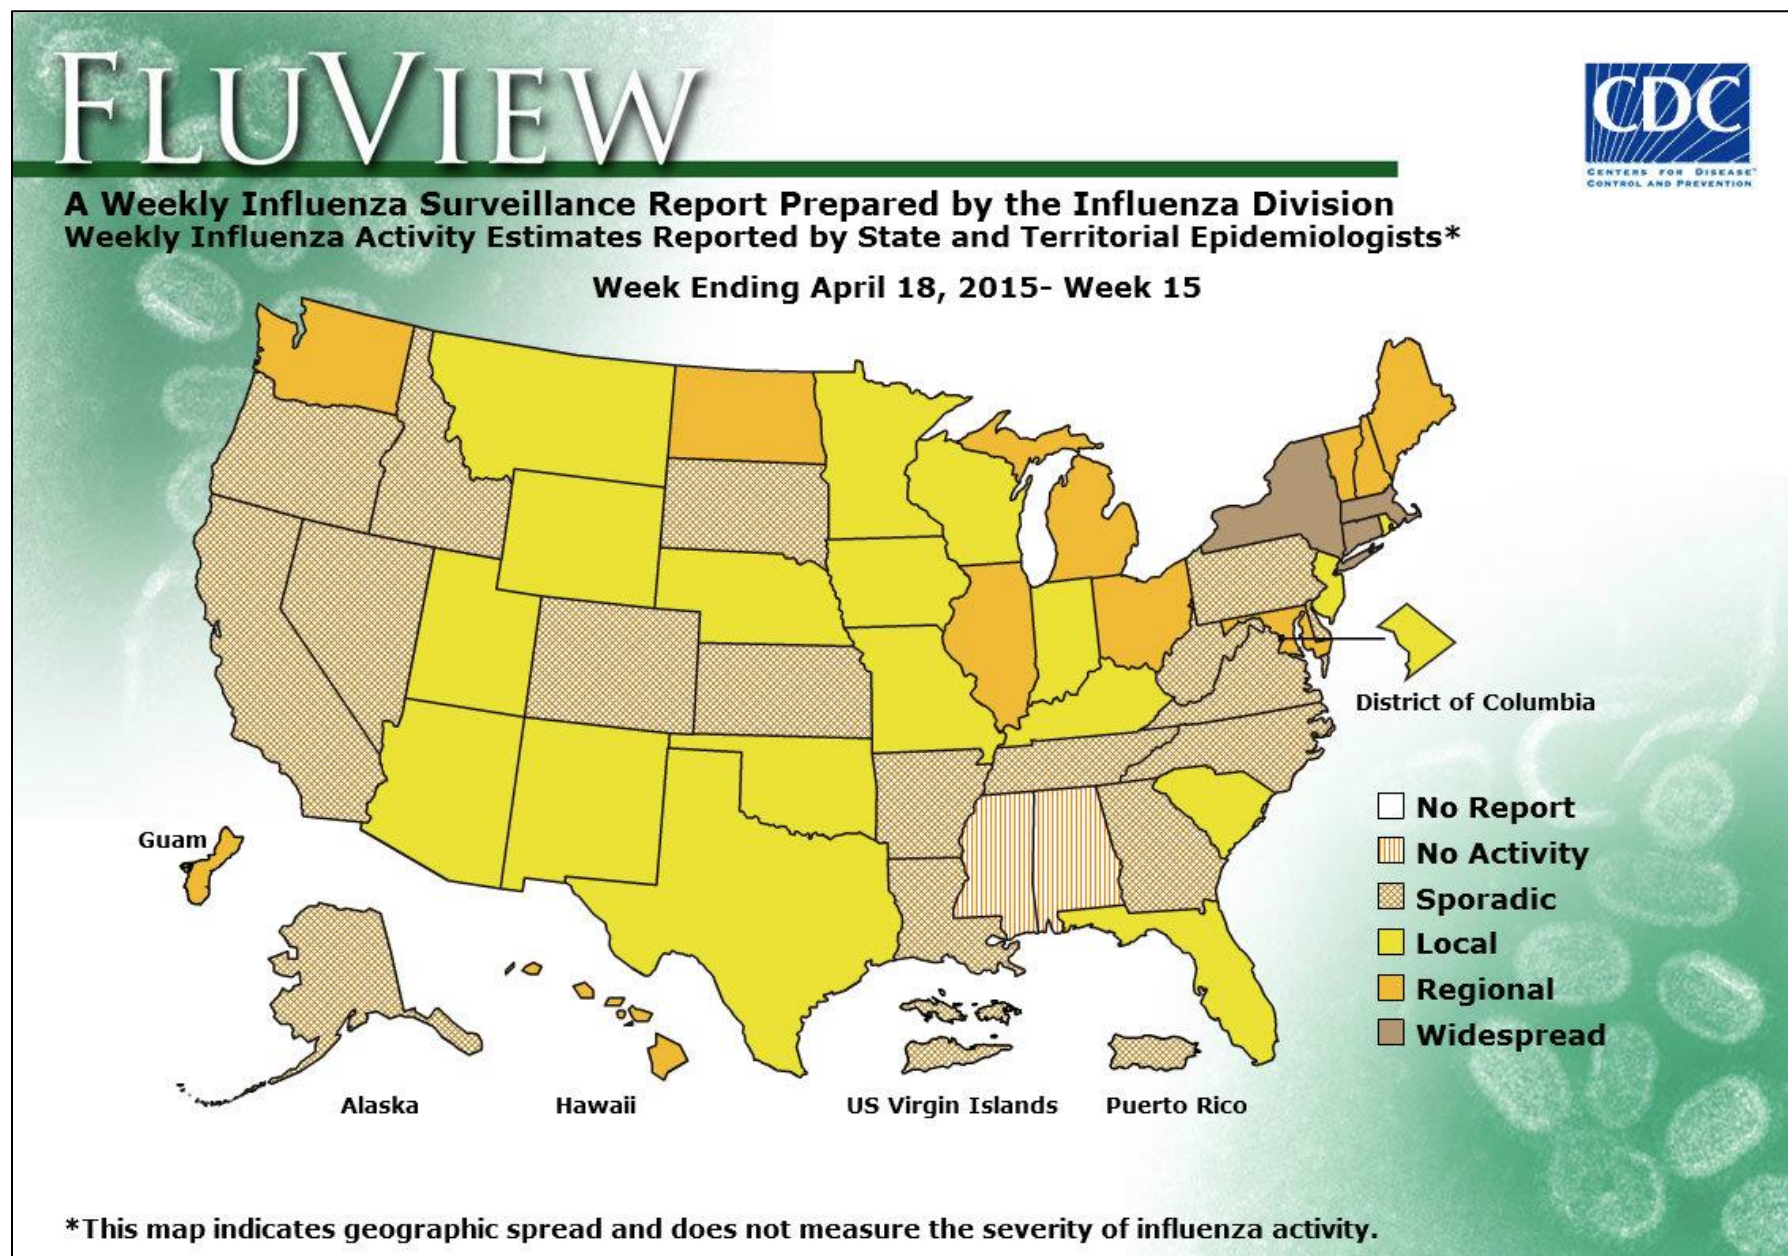 FLUVIEW
CDC
CENTERS FOR DISEASE™
CONTROL AND PREVENTION
A Weekly Influenza Surveillance Report Prepared by the Influenza Division
Weekly Influenza Activity Estimates Reported by State and Territorial Epidemiologists*
Week Ending April 18, 2015- Week 15
District of Columbia
No Report
Guam
No Activity
Sporadic
Local
Regional
Widespread
Alaska
Hawaii
US Virgin Islands
Puerto Rico
*This map indicates geographic spread and does not measure the severity of influenza activity.